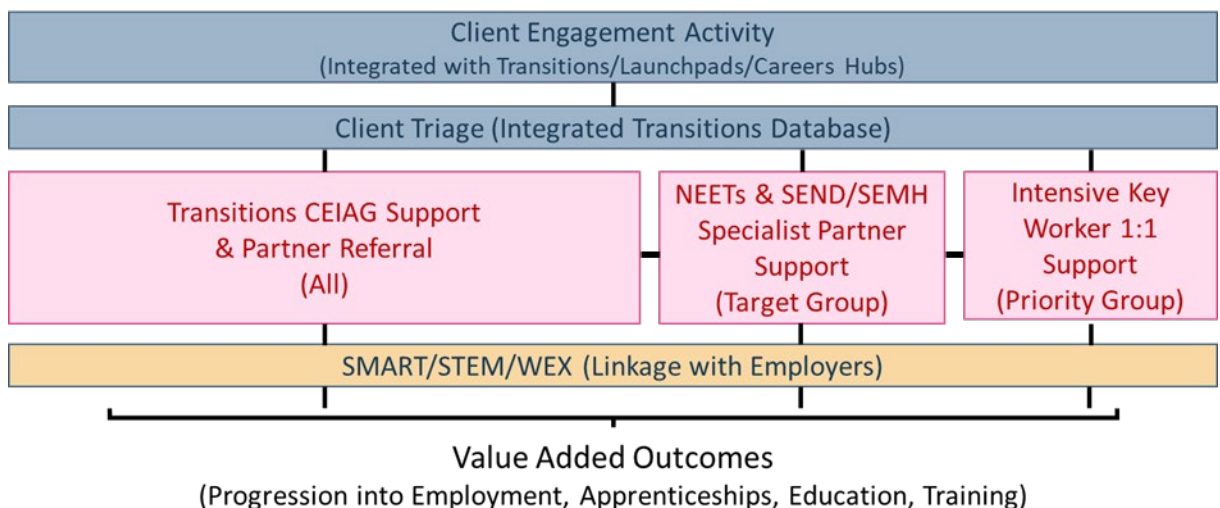 Client Engagement Activity
(Integrated with Transitions/Launchpads/Careers Hubs)
Client Triage (Integrated Transitions Database)
Transitions CEIAG Support
& Partner Referral
(All)
NEETs & SEND/SEMH
Specialist Partner
Support
(Target Group)
Intensive Key
Worker 1:1
Support
(Priority Group)
SMART/STEM/WEX (Linkage with Employers)
Value Added Outcomes
(Progression into Employment, Apprenticeships, Education, Training)